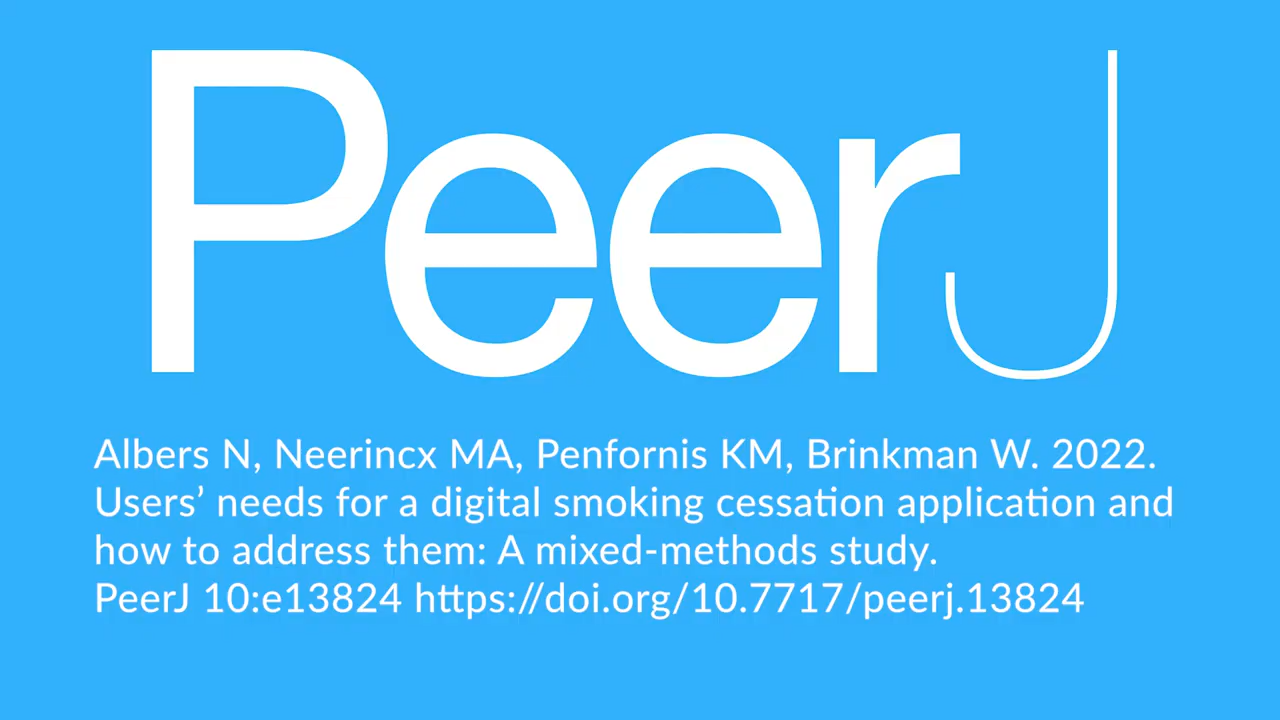 PeerJ
Albers N, Neerincx MA, Penfornis KM, Brinkman W. 2022.
Users’ needs for a digital smoking cessation application and
how to address them: A mixed-methods study.
PeerJ 10:e13824 https://doi.org/10.7717/peerj.13824